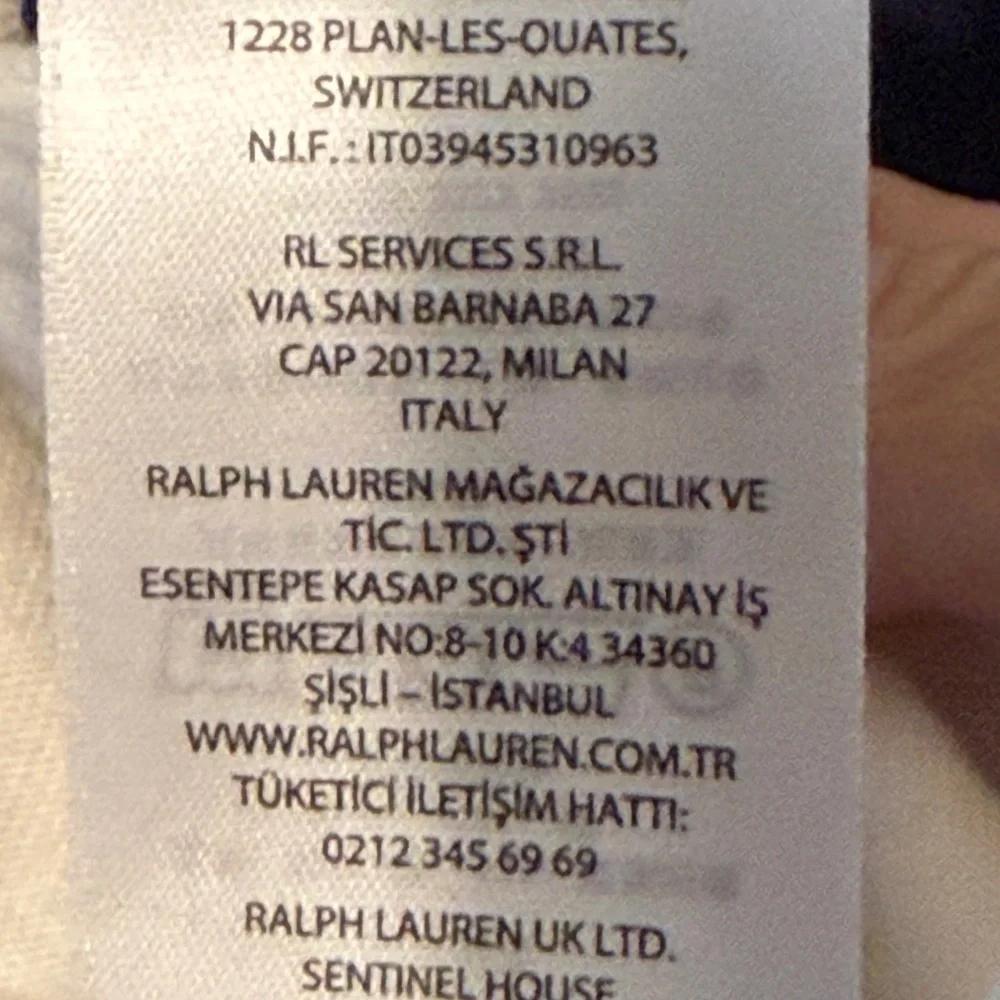 1228 PLAN-LES-OUATES,
SWITZERLAND
N.I.F. : IT03945310963
RL SERVICES S.R.L.
VIA SAN BARNABA 27
CAP 20122, MILAN
ITALY
RALPH LAUREN MAĞAZACILIK VE
TİC. LTD. ŞTİ
ESENTEPE KASAP SOK. ALTINAY İŞ
MERKEZİ NO:8-10 K:4 34360
ŞİŞLİ – İSTANBUL
WWW.RALPHLAUREN.COM.TR
TÜKETİCİ İLETİŞİM HATTI:
0212 345 69 69
RALPH LAUREN UK LTD.
SENTINEL HOUSE